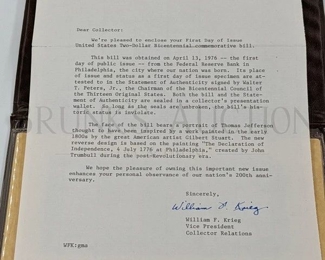 Dear Collector:
We're pleased to enclose your First Day of Issue
United States Two-Dollar Bicentennial commemorative bill.
This bill was obtained on April 13, 1976 -- the first
day of public issue -- from the Federal Reserve Bank in
Philadelphia, the city where our nation was born. Its place
of issue and status as a first day of issue specimen are at-
tested to in the Statement of Authenticity signed by Walter
T. Peters, Jr., the Chairman of the Bicentennial Council of
the Thirteen Original States. Both the bill and the State-
ment of Authenticity are sealed in a collector's presentation
wallet. So long as the seals are unbroken, the bill's his-
toric status is inviolate.
The face of the bill bears a portrait of Thomas Jefferson
thought to have been inspired by a work painted in the early
1800s by the great American artist Gilbert Stuart. The new
reverse design is based on the painting "The Declaration of
Independence, 4 July 1776 at Philadelphia," created by John
Trumbull during the post-Revolutionary era.
We hope the pleasure of owning this important new issue
enhances your personal observance of our nation's 200th anni-
versary.
Sincerely,
William F. Krieg
William F. Krieg
Vice President
Collector Relations
WFK:gms